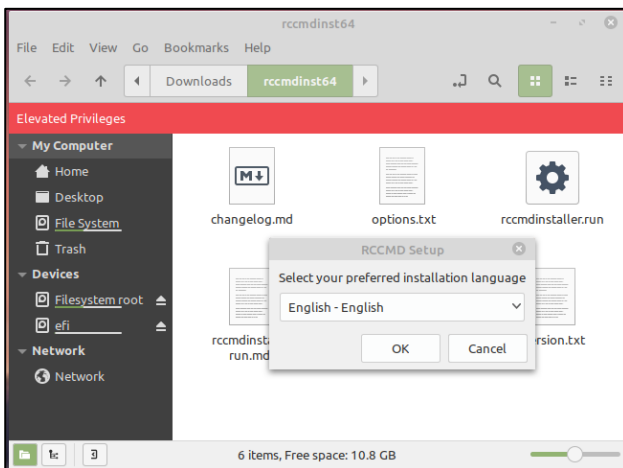 rccmdinst64
File Edit View Go Bookmarks Help
Downloads rccmdinst64
Elevated Privileges
My Computer
Home
Desktop
File System
Trash
Devices
Filesystem root
efi
Network
Network
M
changelog.md
options.txt
rccmdinstaller.run
RCCMD Setup
Select your preferred installation language
English - English
OK Cancel
rccmdinst
run.md
rsion.txt
6 items, Free space: 10.8 GB